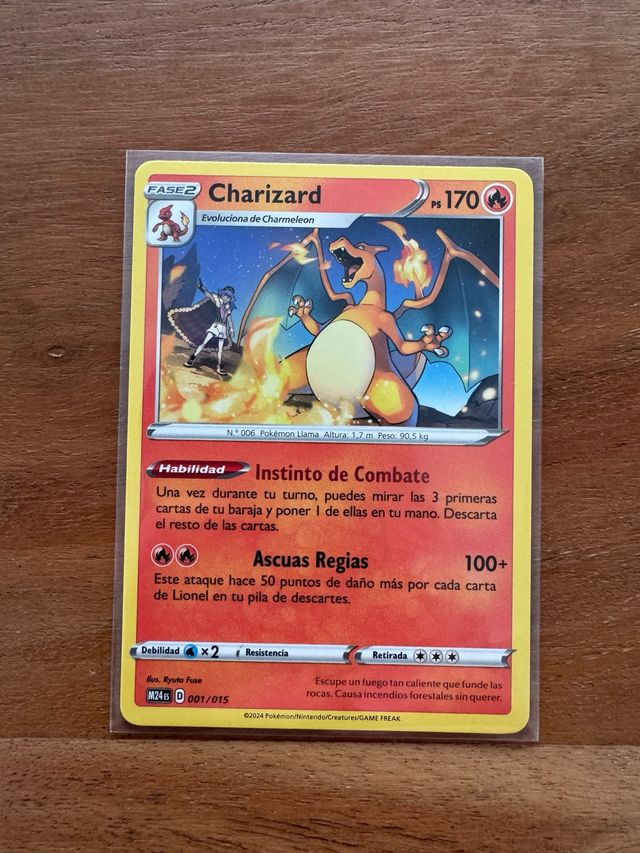 FASE2
Charizard
PS 170
Evoluciona de Charmeleon
N.º 006 Pokémon Llama Altura: 1,7 m Peso: 90,5 kg
Habilidad Instinto de Combate
Una vez durante tu turno, puedes mirar las 3 primeras
cartas de tu baraja y poner 1 de ellas en tu mano. Descarta
el resto de las cartas.
Ascuas Regias 100+
Este ataque hace 50 puntos de daño más por cada carta
de Lionel en tu pila de descartes.
Debilidad ×2 Resistencia Retirada
Ilus. Ryuta Fuse
Escupe un fuego tan caliente que funde las
rocas. Causa incendios forestales sin querer.
M24 ES D 001/015
©2024 Pokémon/Nintendo/Creatures/GAME FREAK